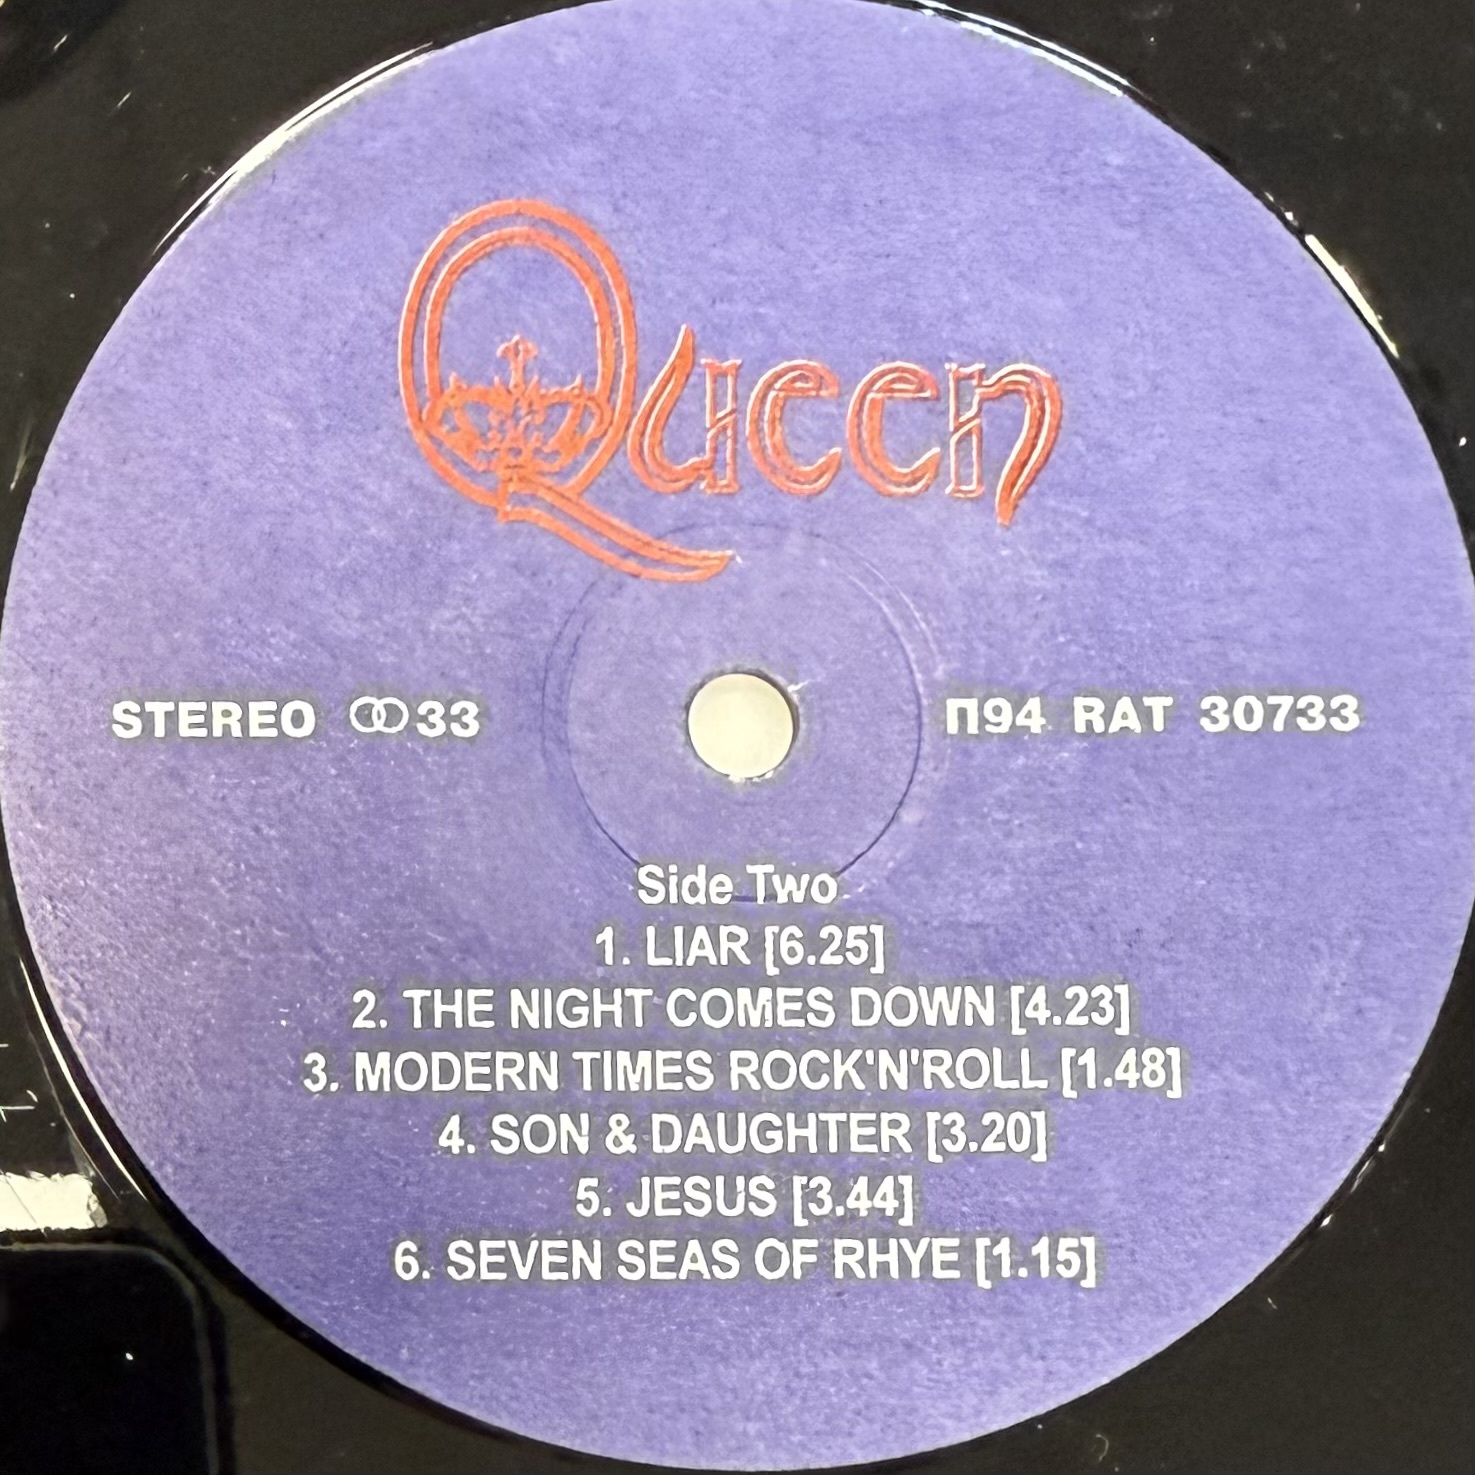 Queen
STEREO 33
П94 RAT 30733
Side Two
1. LIAR [6.25]
2. THE NIGHT COMES DOWN [4.23]
3. MODERN TIMES ROCK'N'ROLL [1.48]
4. SON & DAUGHTER [3.20]
5. JESUS [3.44]
6. SEVEN SEAS OF RHYE [1.15]